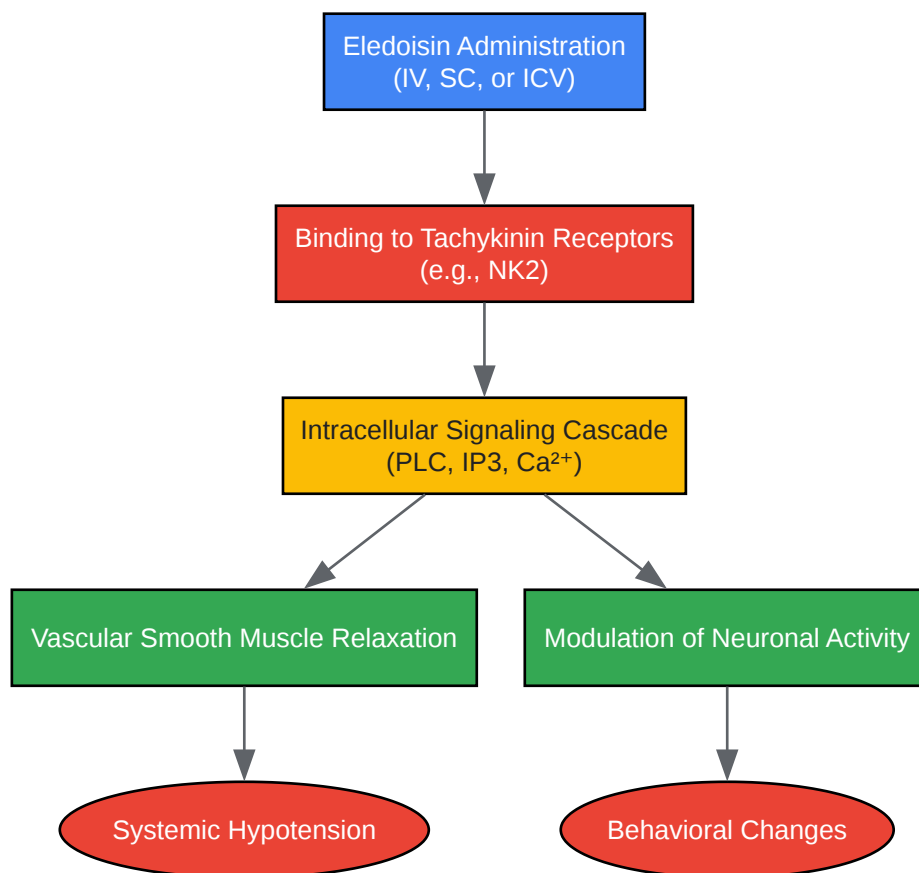 Eledoisin Administration
(IV, SC, or ICV)
Binding to Tachykinin Receptors
(e.g., NK2)
Intracellular Signaling Cascade
(PLC, IP3, Ca²⁺)
Vascular Smooth Muscle Relaxation
Modulation of Neuronal Activity
Systemic Hypotension
Behavioral Changes